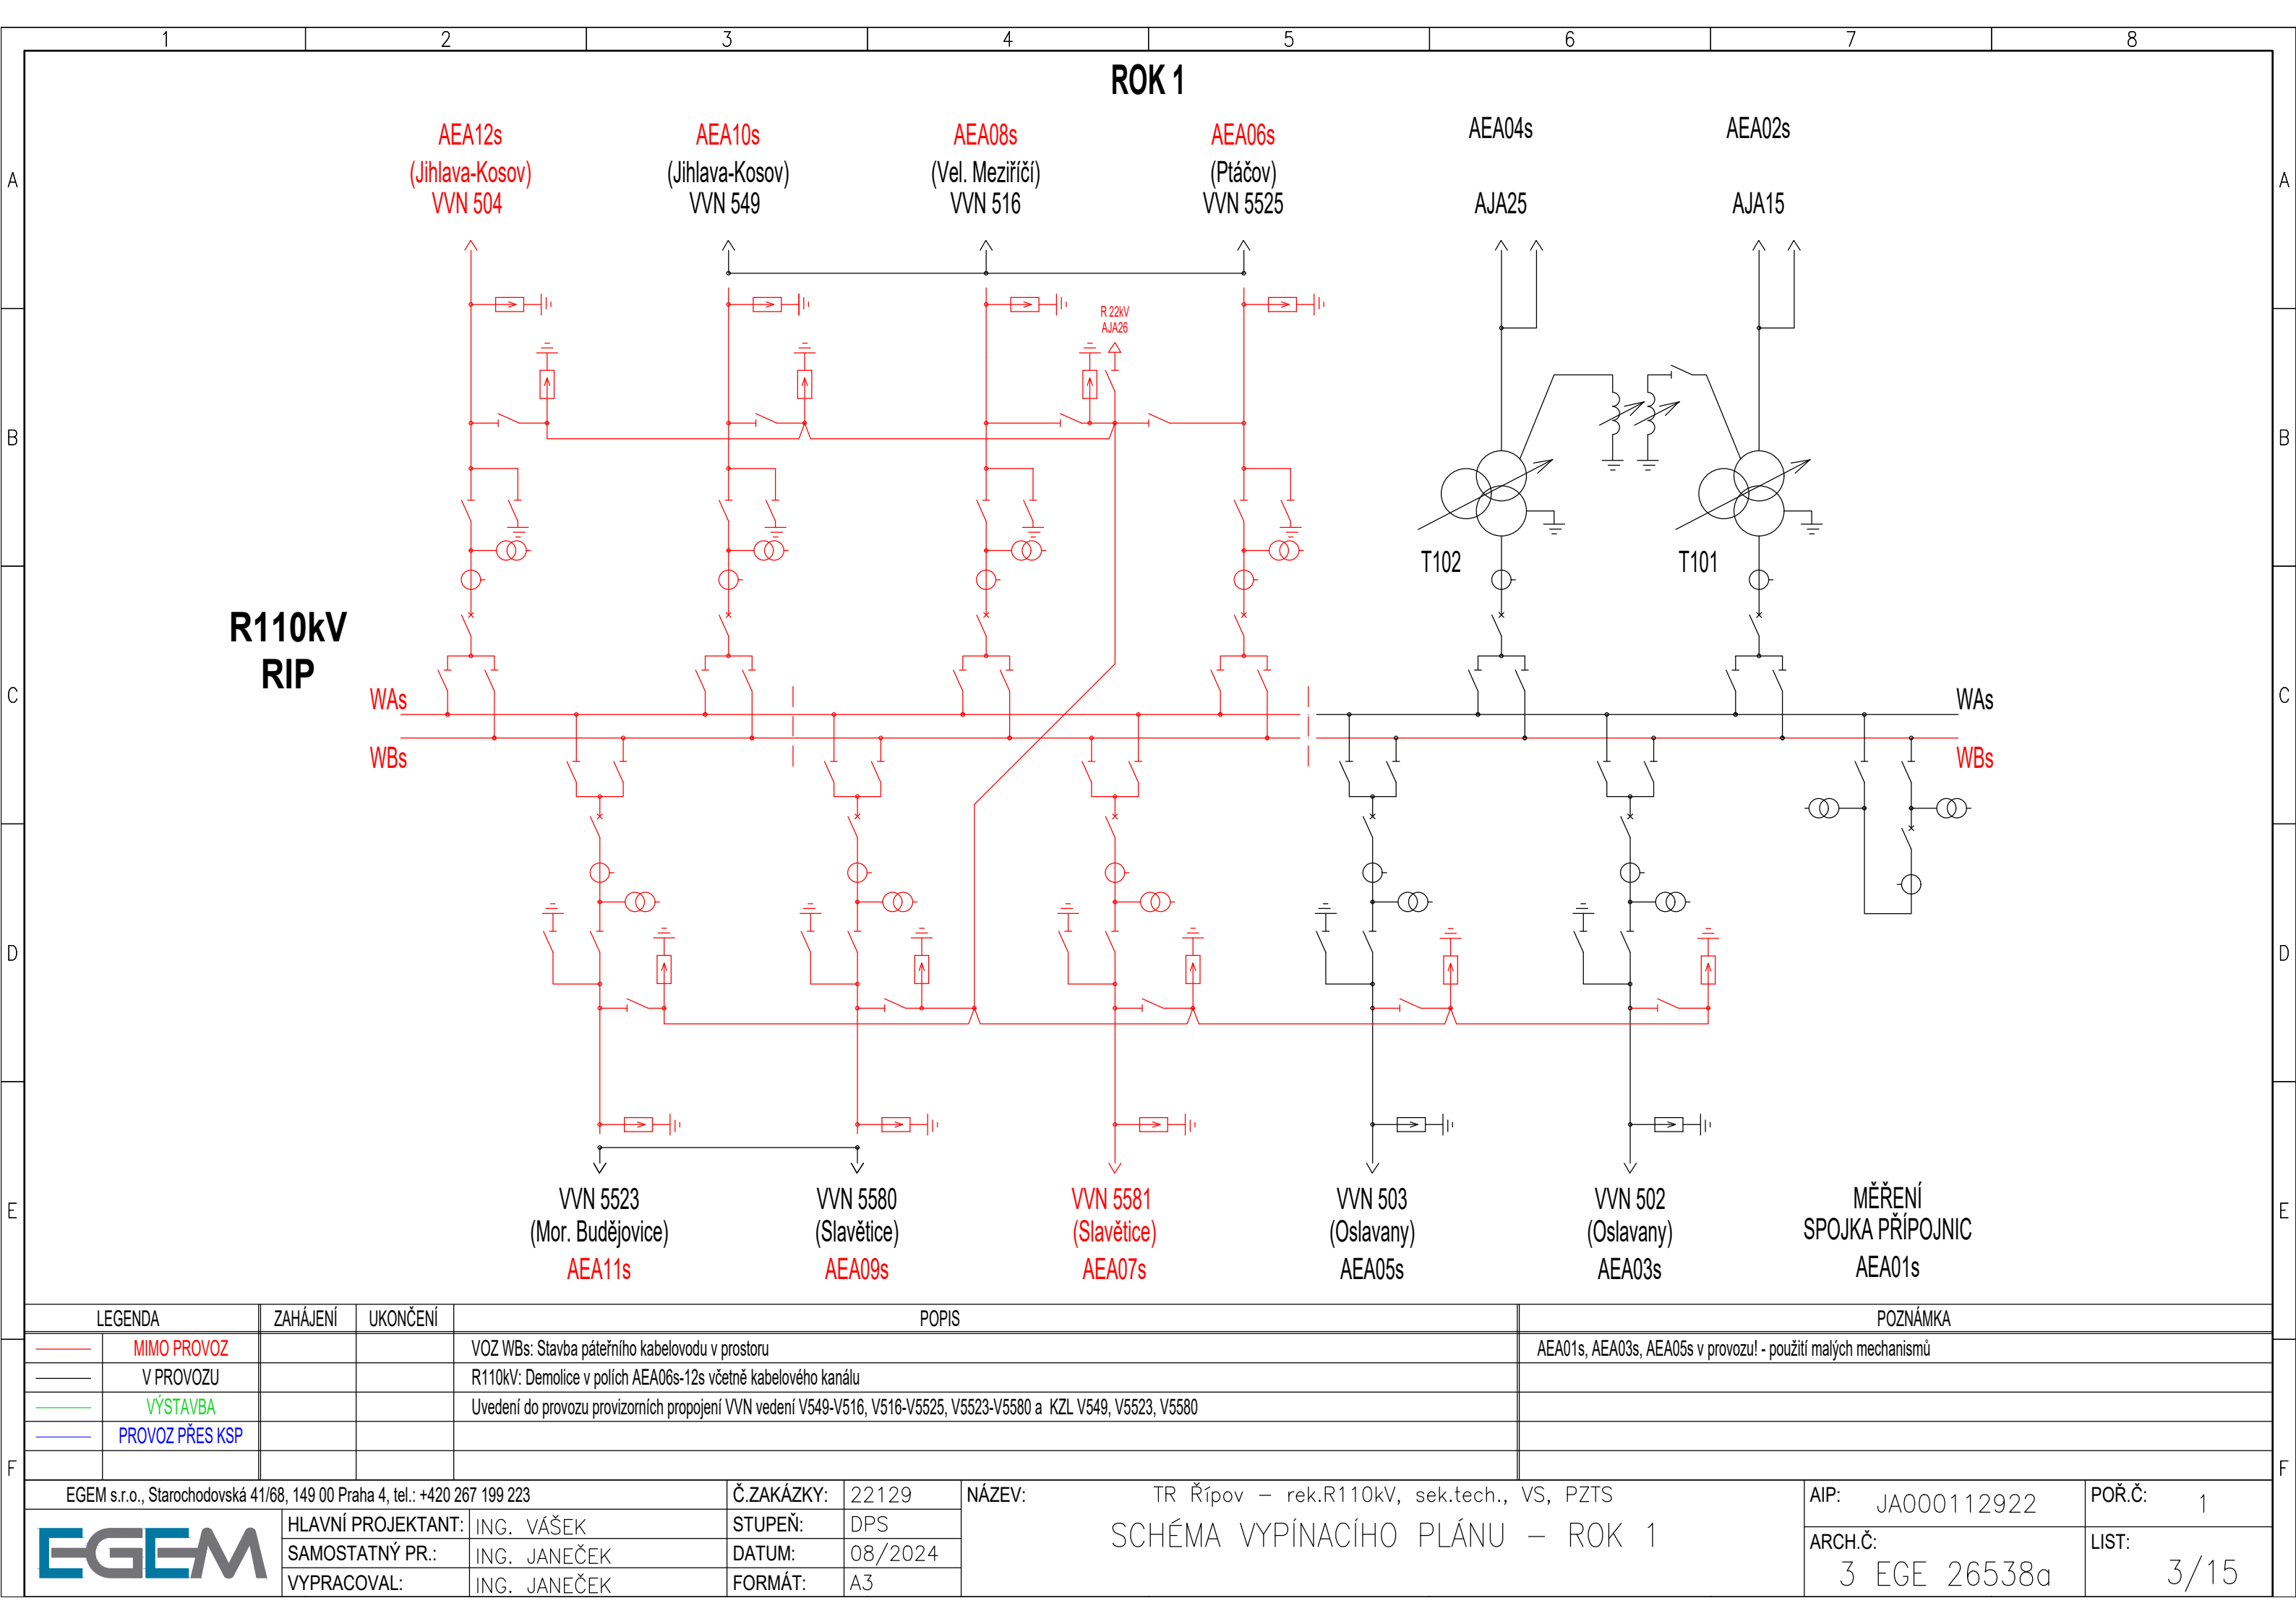 1 2 3 4 5 6 7 8
ROK 1
AEA12s AEA10s AEA08s AEA06s AEA04s AEA02s
(Jihlava-Kosov) (Jihlava-Kosov) (Vel. Meziříčí) (Ptáčov)
VVN 504 VVN 549 VVN 516 VVN 5525 AJA25 AJA15
A A
R 22kV
AJA26
B B
T102 T101
R110kV
RIP
C C
WAs WAs
WBs WBs
D D
VVN 5523 VVN 5580 VVN 5581 VVN 503 VVN 502 MĚŘENÍ
(Mor. Budějovice) (Slavětice) (Slavětice) (Oslavany) (Oslavany) SPOJKA PŘÍPOJNIC
AEA11s AEA09s AEA07s AEA05s AEA03s AEA01s
E E
LEGENDA ZAHÁJENÍ UKONČENÍ POPIS POZNÁMKA
MIMO PROVOZ VOZ WBs: Stavba páteřního kabelovodu v prostoru AEA01s, AEA03s, AEA05s v provozu! - použití malých mechanismů
V PROVOZU R110kV: Demolice v polích AEA06s-12s včetně kabelového kanálu
VÝSTAVBA Uvedení do provozu provizorních propojení VVN vedení V549-V516, V516-V5525, V5523-V5580 a KZL V549, V5523, V5580
PROVOZ PŘES KSP
F F
EGEM s.r.o., Starochodovská 41/68, 149 00 Praha 4, tel.: +420 267 199 223
EGEM
HLAVNÍ PROJEKTANT: ING. VÁŠEK
SAMOSTATNÝ PR.: ING. JANEČEK
VYPRACOVAL: ING. JANEČEK
Č.ZAKÁZKY: 22129
STUPEŇ: DPS
DATUM: 08/2024
FORMÁT: A3
NÁZEV: TR Řípov – rek.R110kV, sek.tech., VS, PZTS
SCHÉMA VYPÍNACÍHO PLÁNU – ROK 1
AIP: JA000112922
POŘ.Č: 1
ARCH.Č: 3 EGE 26538a
LIST: 3/15